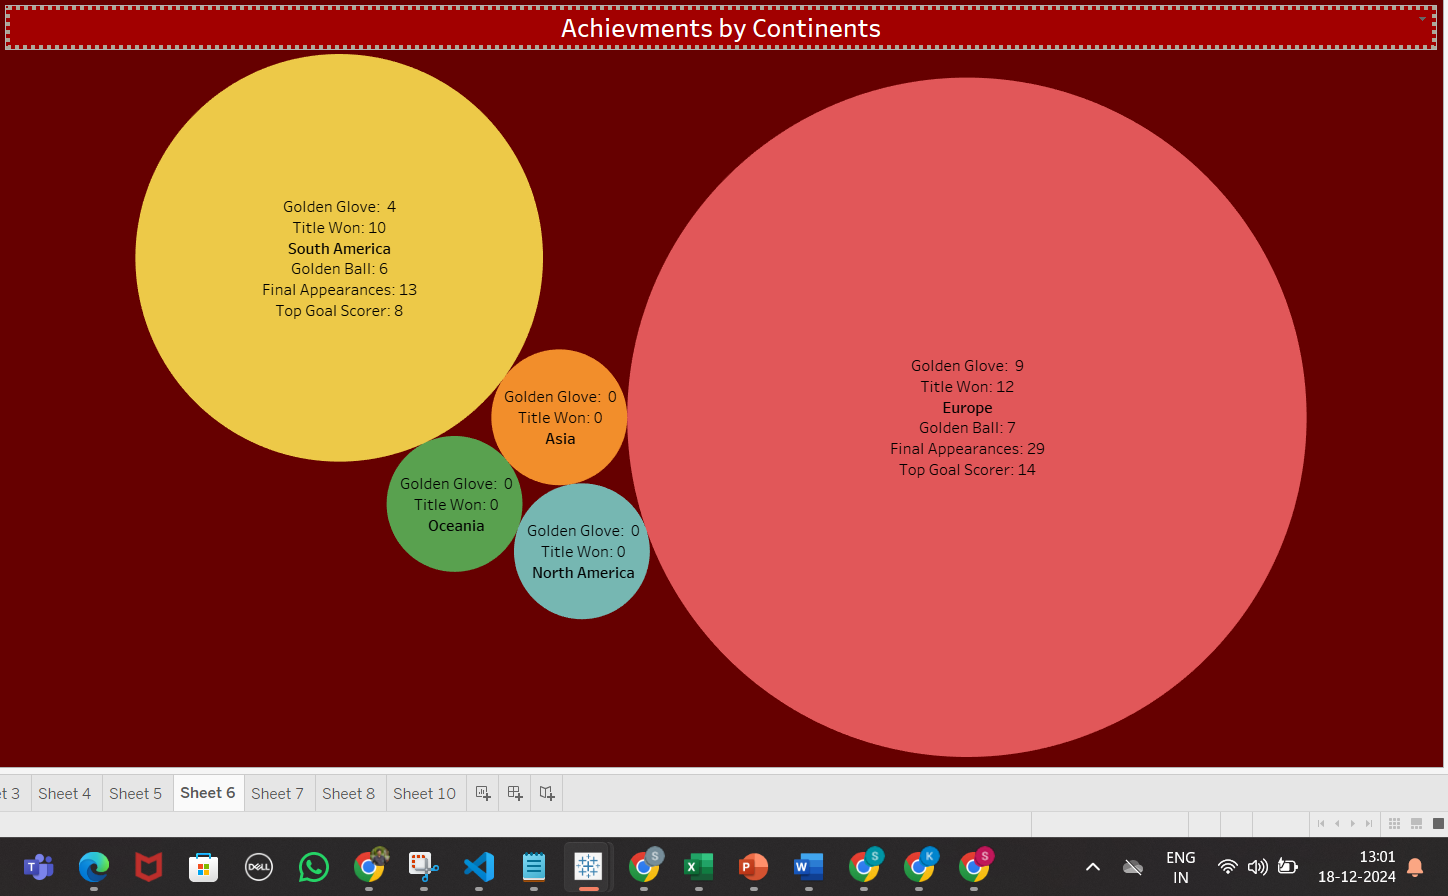 Achievments by Continents
Golden Glove:  4
Title Won: 10
South America
Golden Ball: 6
Final Appearances: 13
Top Goal Scorer: 8
Golden Glove:  0
Title Won: 0
Asia
Golden Glove:  0
Title Won: 0
Oceania
Golden Glove:  0
Title Won: 0
North America
Golden Glove:  9
Title Won: 12
Europe
Golden Ball: 7
Final Appearances: 29
Top Goal Scorer: 14
et 3 Sheet 4 Sheet 5 Sheet 6 Sheet 7 Sheet 8 Sheet 10
T DELL S X P W S K S
ENG
IN
13:01
18-12-2024